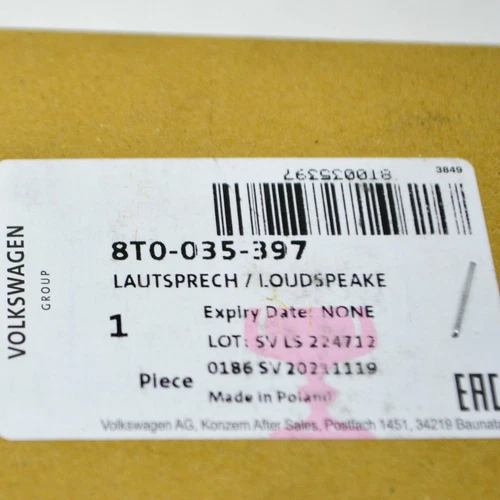 3849
8T0035397
VOLKSWAGEN
GROUP
8T0-035-397
LAUTSPRECH / LOUDSPEAKE
1
Expiry Date: NONE
LOT: SV LS 224712
Piece
0186 SV 20211119
Made in Poland
EAC
Volkswagen AG, Konzern After Sales, Postfach 1451, 34219 Baunata